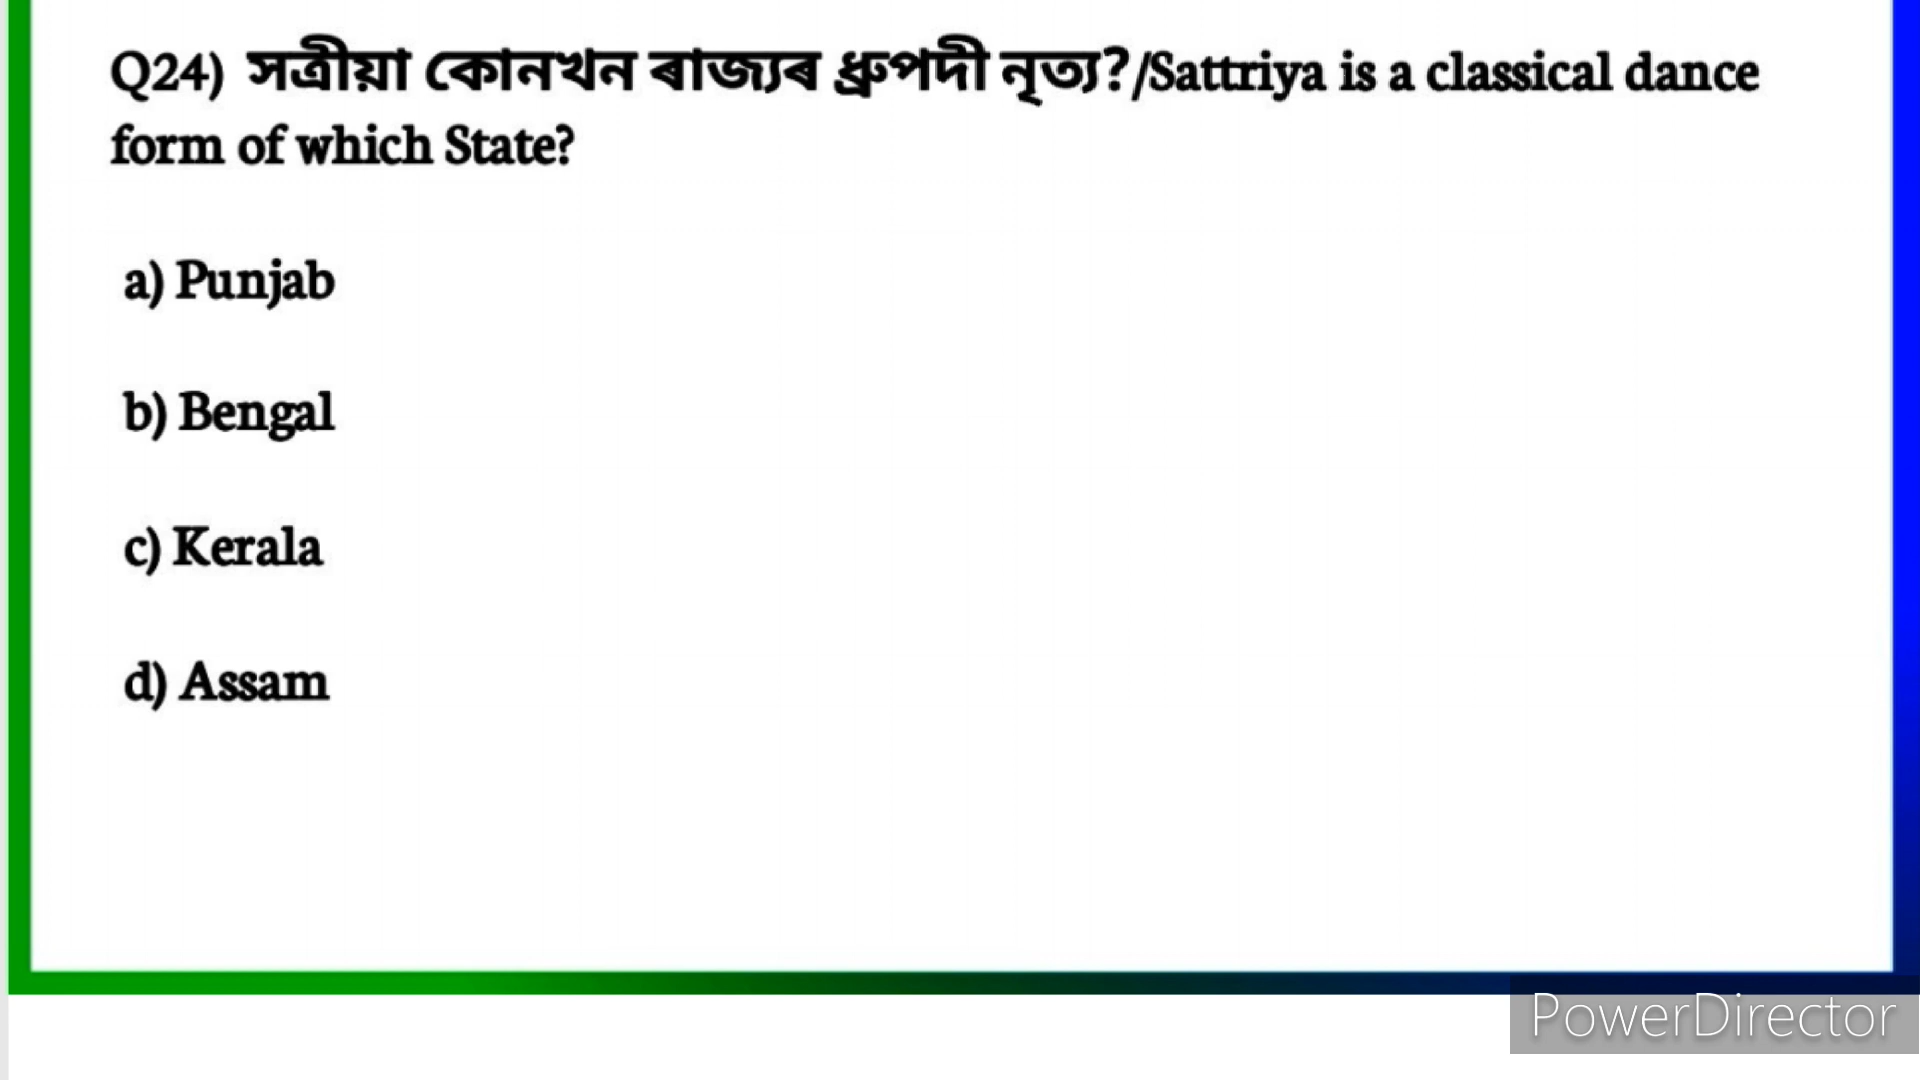 Q24) সত্ৰীয়া কোনখন ৰাজ্যৰ ধ্ৰুপদী নৃত্য?/Sattriya is a classical dance
form of which State?
a) Punjab
b) Bengal
c) Kerala
d) Assam
PowerDirector